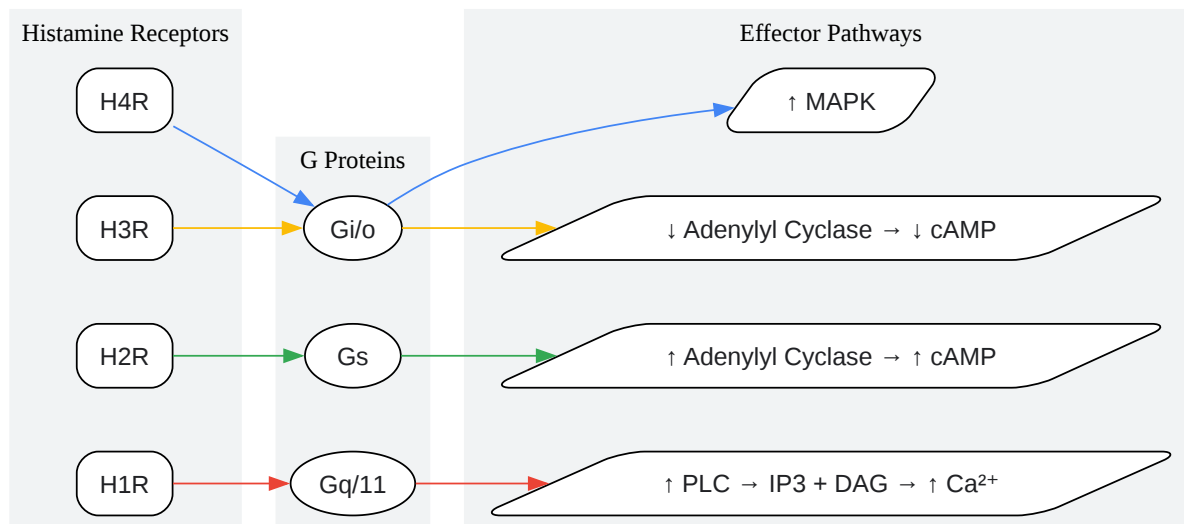 Histamine Receptors
Effector Pathways
H4R
↑ MAPK
G Proteins
H3R
Gi/o
↓ Adenylyl Cyclase → ↓ cAMP
H2R
Gs
↑ Adenylyl Cyclase → ↑ cAMP
H1R
Gq/11
↑ PLC → IP3 + DAG → ↑ Ca²⁺